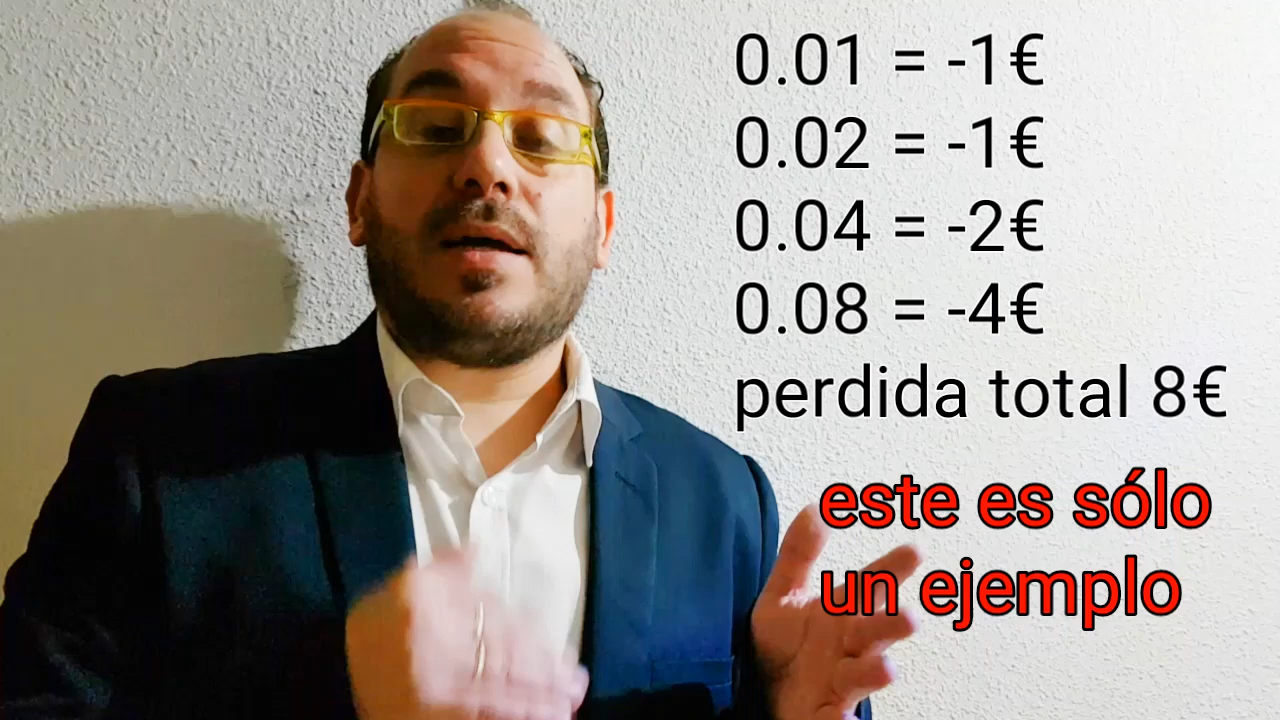 0.01 = -1€
0.02 = -1€
0.04 = -2€
0.08 = -4€
perdida total 8€
este es sólo
un ejemplo